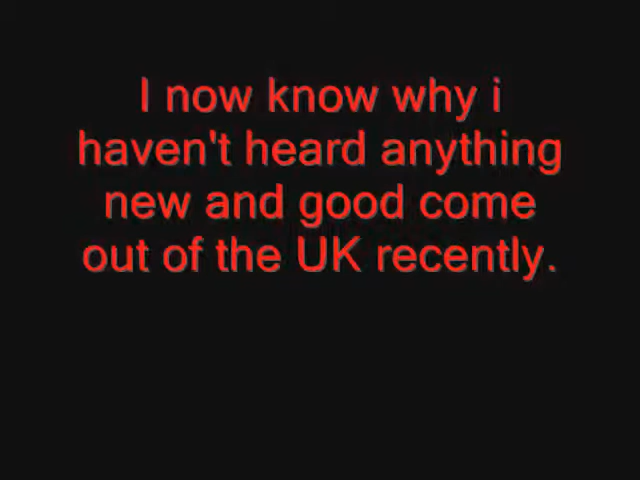 I now know why i
haven't heard anything
new and good come
out of the UK recently.